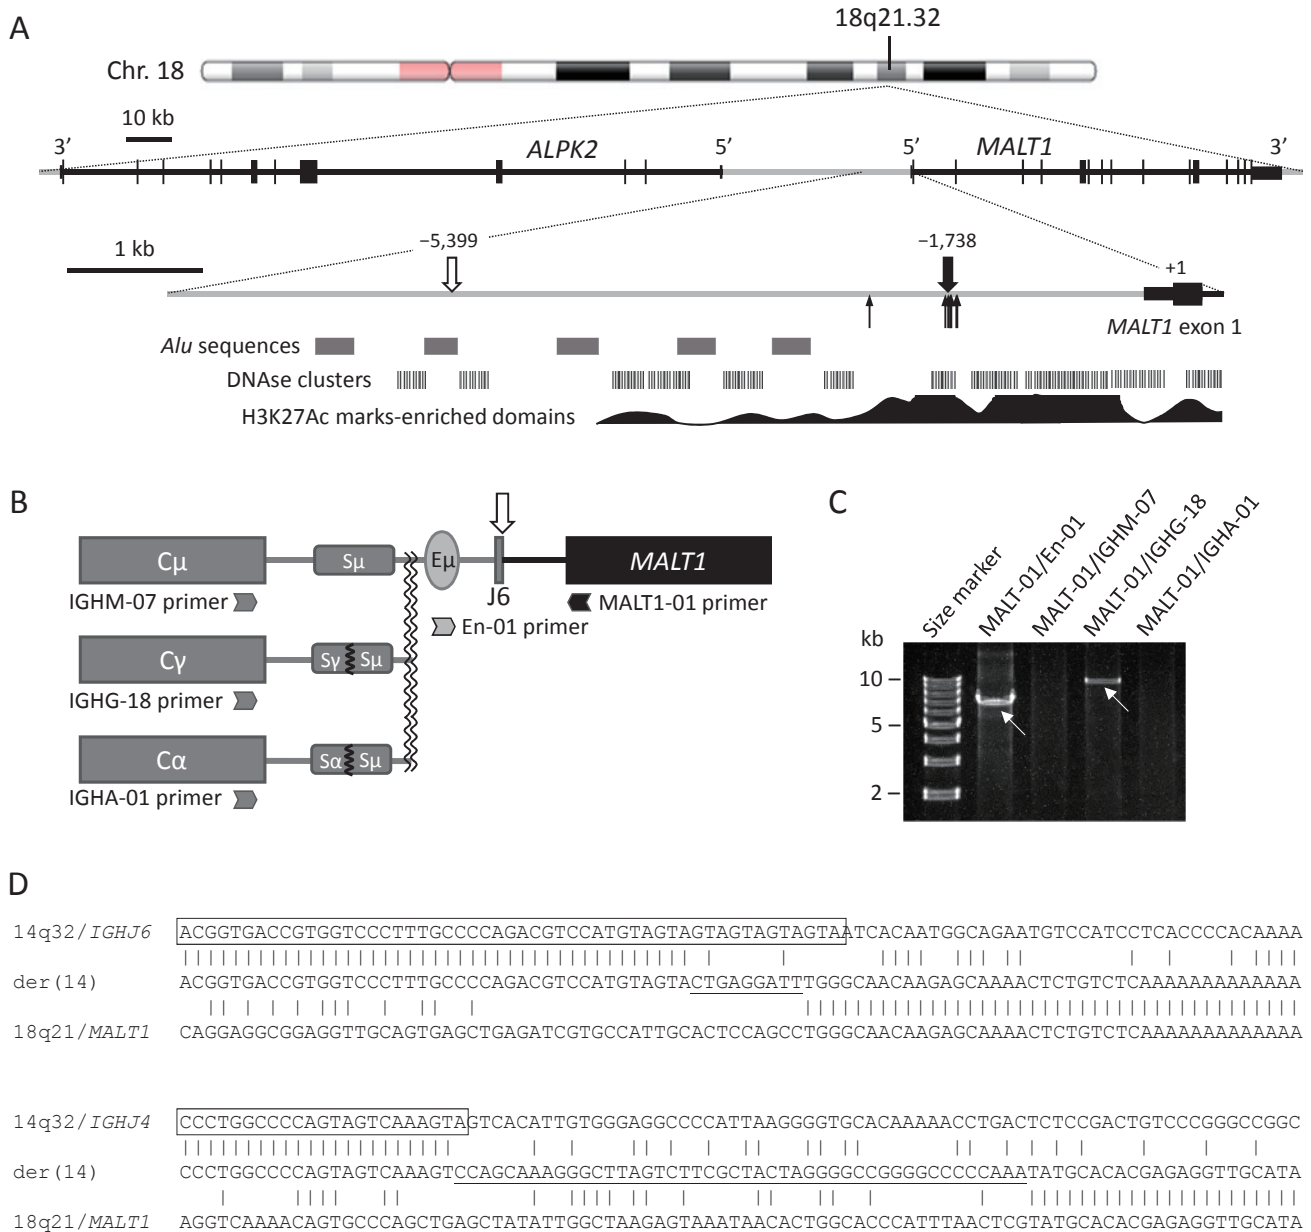 A
18q21.32
Chr. 18
10 kb
3’ ALPK2 5’ 5’ MALT1 3’
1 kb
−5,399
−1,738
+1
MALT1 exon 1
Alu sequences
DNAse clusters
H3K27Ac marks-enriched domains
B
Cμ Sμ Eμ J6 MALT1
IGHM-07 primer
En-01 primer
MALT1-01 primer
Cγ Sγ Sμ
IGHG-18 primer
Cα Sα Sμ
IGHA-01 primer
C
Size marker
MALT-01/En-01
MALT-01/IGHM-07
MALT-01/IGHG-18
MALT-01/IGHA-01
kb
10
5
2
D
14q32/IGHJ6 ACGGTGACCGTGGTCCCTTTGCCCCAGACGTCCATGTAGTAGTAGTAGTAGTAATCACAATGGCAGAATGTCCATCCTCACCCCACAAAA
der(14) ACGGTGACCGTGGTCCCTTTGCCCCAGACGTCCATGTAGTACTGAGGATTTGGGCAACAAGAGCAAAACTCTGTCTCAAAAAAAAAAAAA
18q21/MALT1 CAGGAGGCGGAGGTTGCAGTGAGCTGAGATCGTGCCATTGCACTCCAGCCTGGGCAACAAGAGCAAAACTCTGTCTCAAAAAAAAAAAAA
14q32/IGHJ4 CCCTGGCCCCAGTAGTCAAAGTAGTCACATTGTGGGAGGCCCCATTAAGGGGTGCACAAAAACCTGACTCTCCGACTGTCCCGGGCCGGC
der(14) CCCTGGCCCCAGTAGTCAAAGTCCAGCAAAGGGCTTAGTCTTCGCTACTAGGGGCCGGGGCCCCCAAATATGCACACGAGAGGTTGCATA
18q21/MALT1 AGGTCAAAACAGTGCCCAGCTGAGCTATATTGGCTAAGAGTAAATAACACTGGCACCCATTTAACTCGTATGCACACGAGAGGTTGCATA